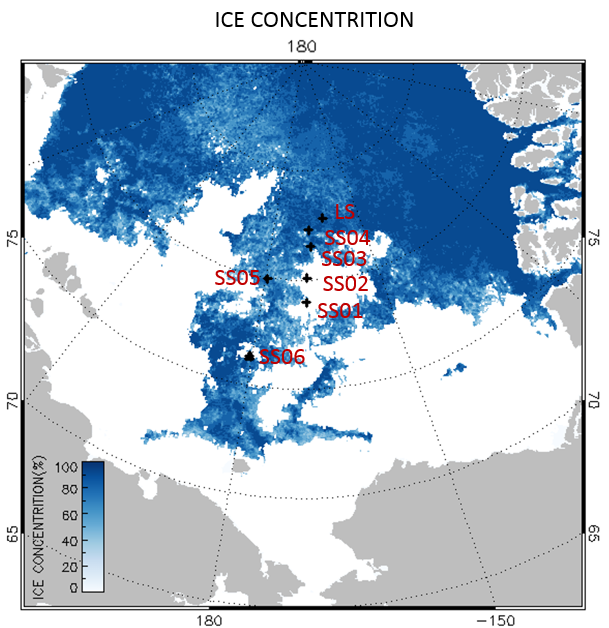 ICE CONCENTRITION
180
LS
SS04
SS03
SS05
SS02
SS01
SS06
75
75
70
70
65
65
ICE CONCENTRITION(%)
100
80
60
40
20
0
180
-150